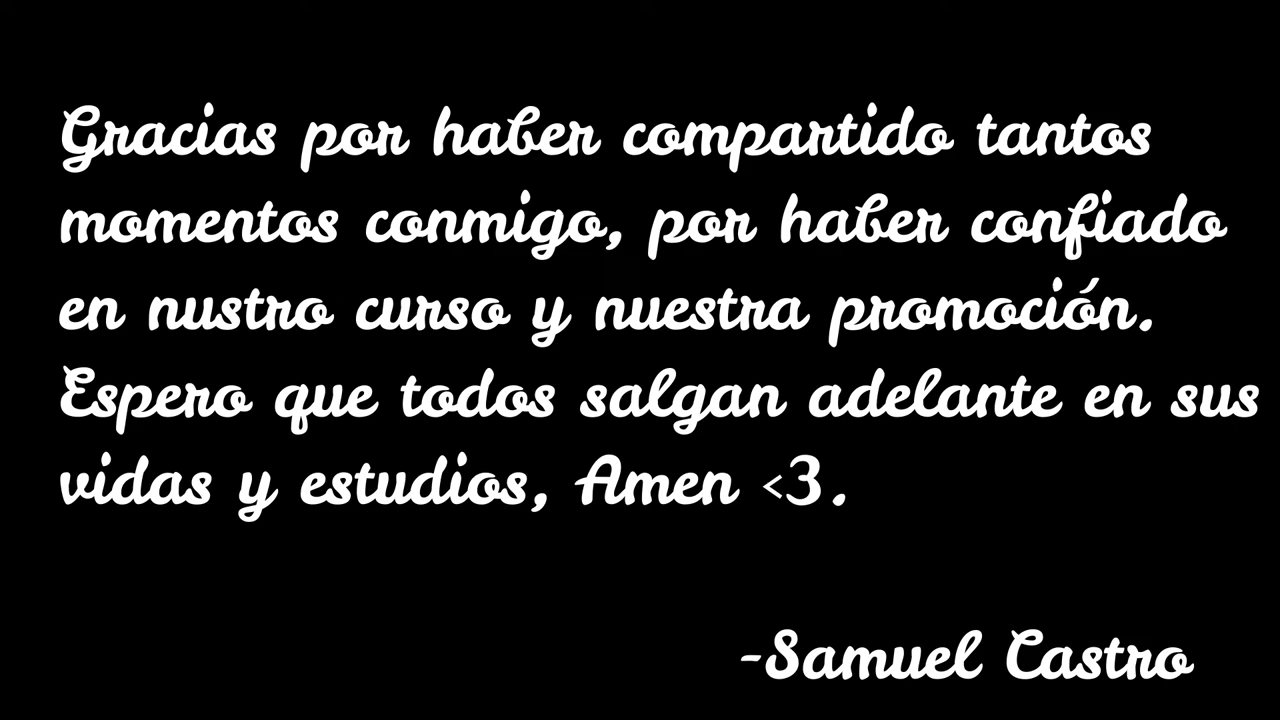 Gracias por haber compartido tantos
momentos conmigo, por haber confiado
en nustro curso y nuestra promoción.
Espero que todos salgan adelante en sus
vidas y estudios, Amen <3.
-Samuel Castro